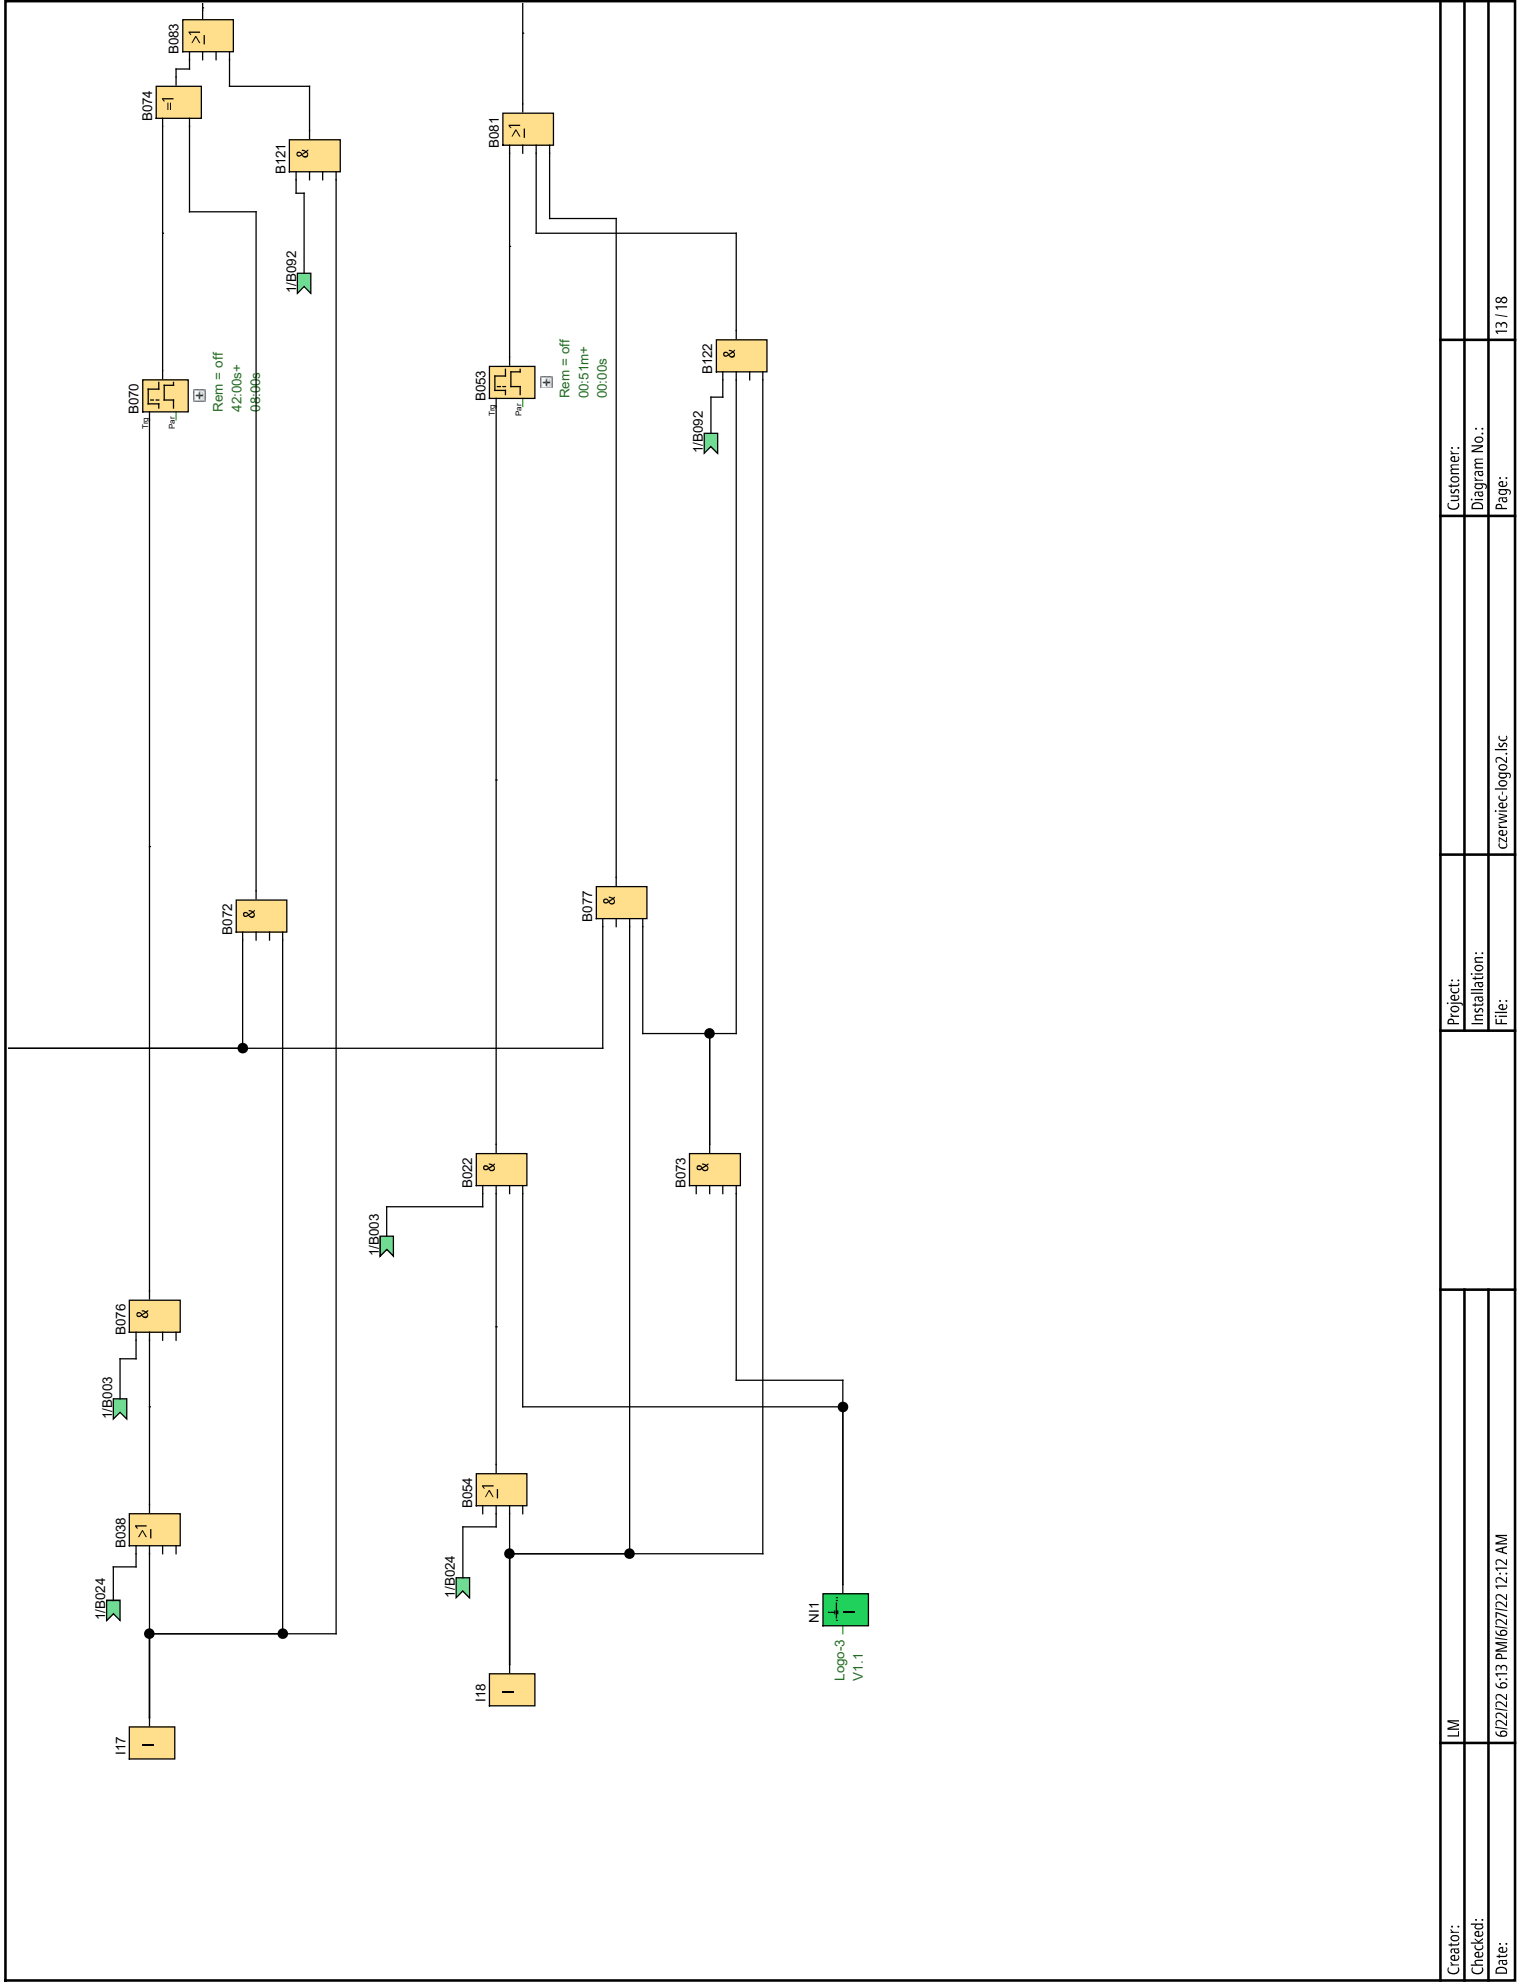 B083
≥1
B074
=1
B121
&
1/B092
B070
Trg
Par
Rem = off
42:00s+
08:00s
B072
&
B076
&
1/B003
B038
≥1
1/B024
I17
I
B081
≥1
B053
Trg
Par
Rem = off
00:51m+
00:00s
B122
&
1/B092
B077
&
B022
&
1/B003
B073
&
B054
≥1
1/B024
I18
I
NI1
I
Logo-3
V1.1
Creator:
LM
Project:
Customer:
Checked:
Installation:
Diagram No.:
Date:
6/22/22 6:13 PM/6/27/22 12:12 AM
File:
czerwiec-logo2.lsc
Page:
13 / 18